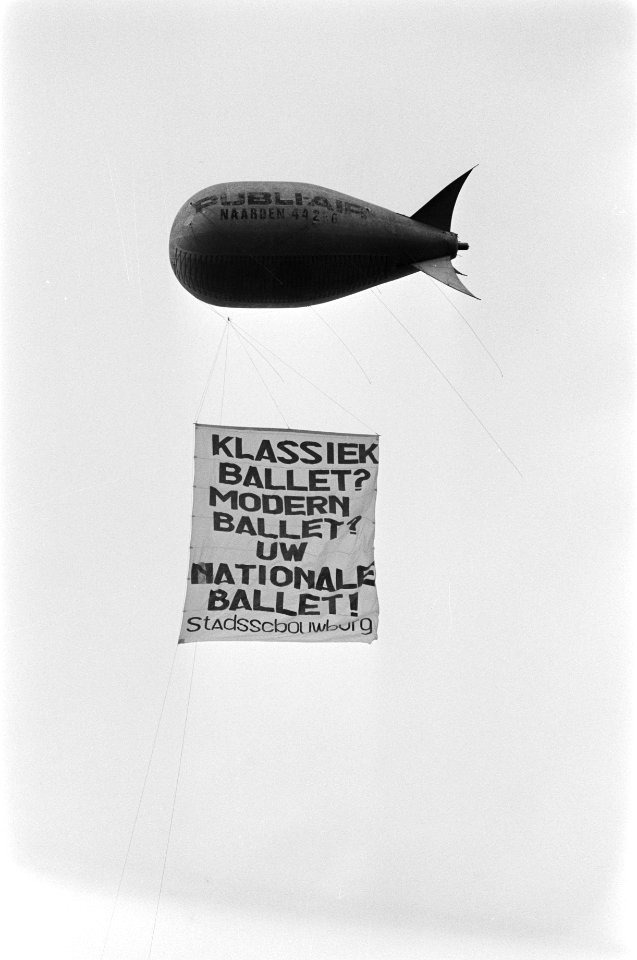 PUBLI-AIR
NAARDEN
KLASSIEK
BALLET?
MODERN
BALLET?
UW
NATIONALE
BALLET!
Stadsschouwburg